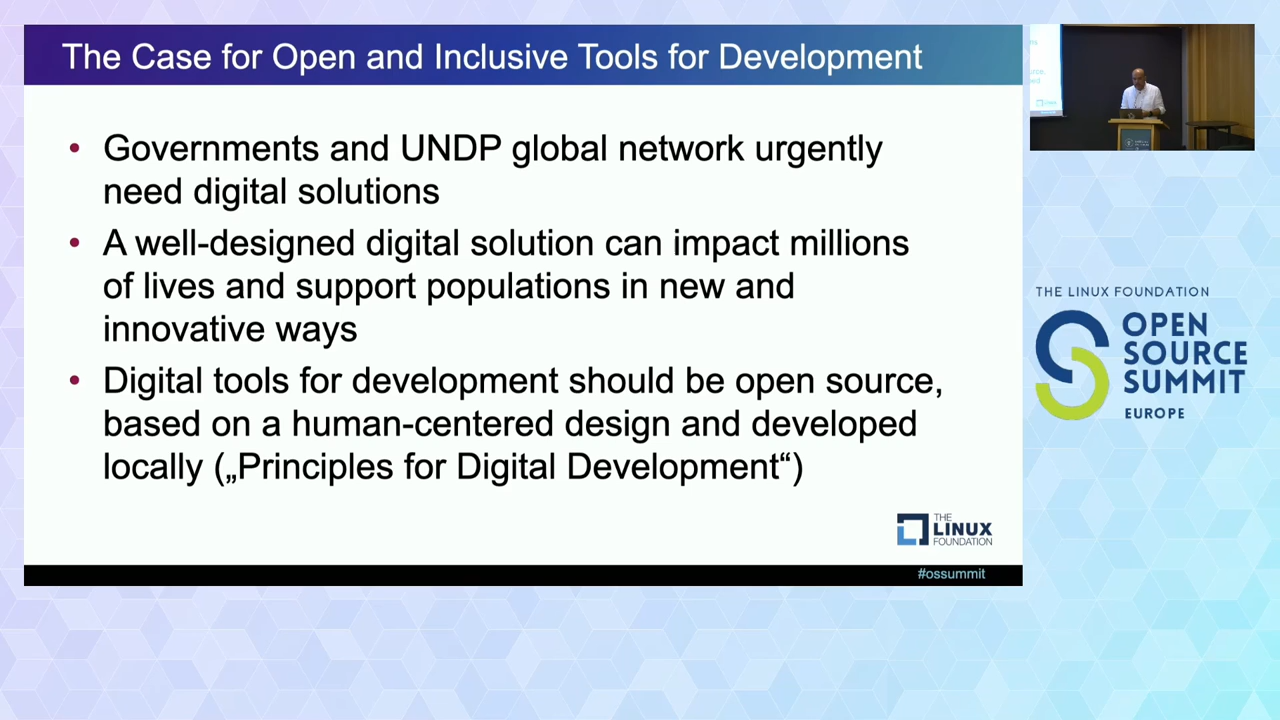 The Case for Open and Inclusive Tools for Development
• Governments and UNDP global network urgently
need digital solutions
• A well-designed digital solution can impact millions
of lives and support populations in new and
innovative ways
• Digital tools for development should be open source,
based on a human-centered design and developed
locally („Principles for Digital Development“)
THE
LINUX
FOUNDATION
#ossummit
THE LINUX FOUNDATION
OPEN
SOURCE
SUMMIT
EUROPE